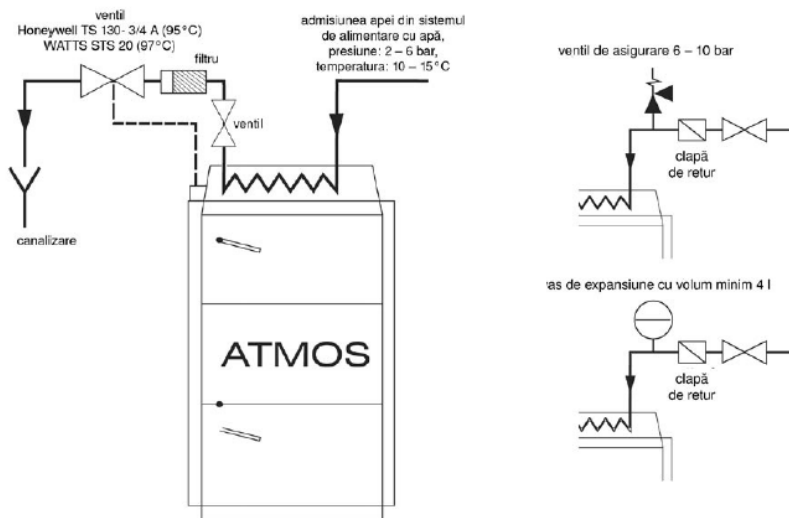 ventil
Honeywell TS 130- 3/4 A (95°C)
WATTS STS 20 (97°C)
filtru
admisiunea apei din sistemul
de alimentare cu apă,
presiune: 2 – 6 bar,
temperatura: 10 – 15°C
ventil
canalizare
ATMOS
ventil de asigurare 6 – 10 bar
clapă
de retur
as de expansiune cu volum minim 4 l
clapă
de retur